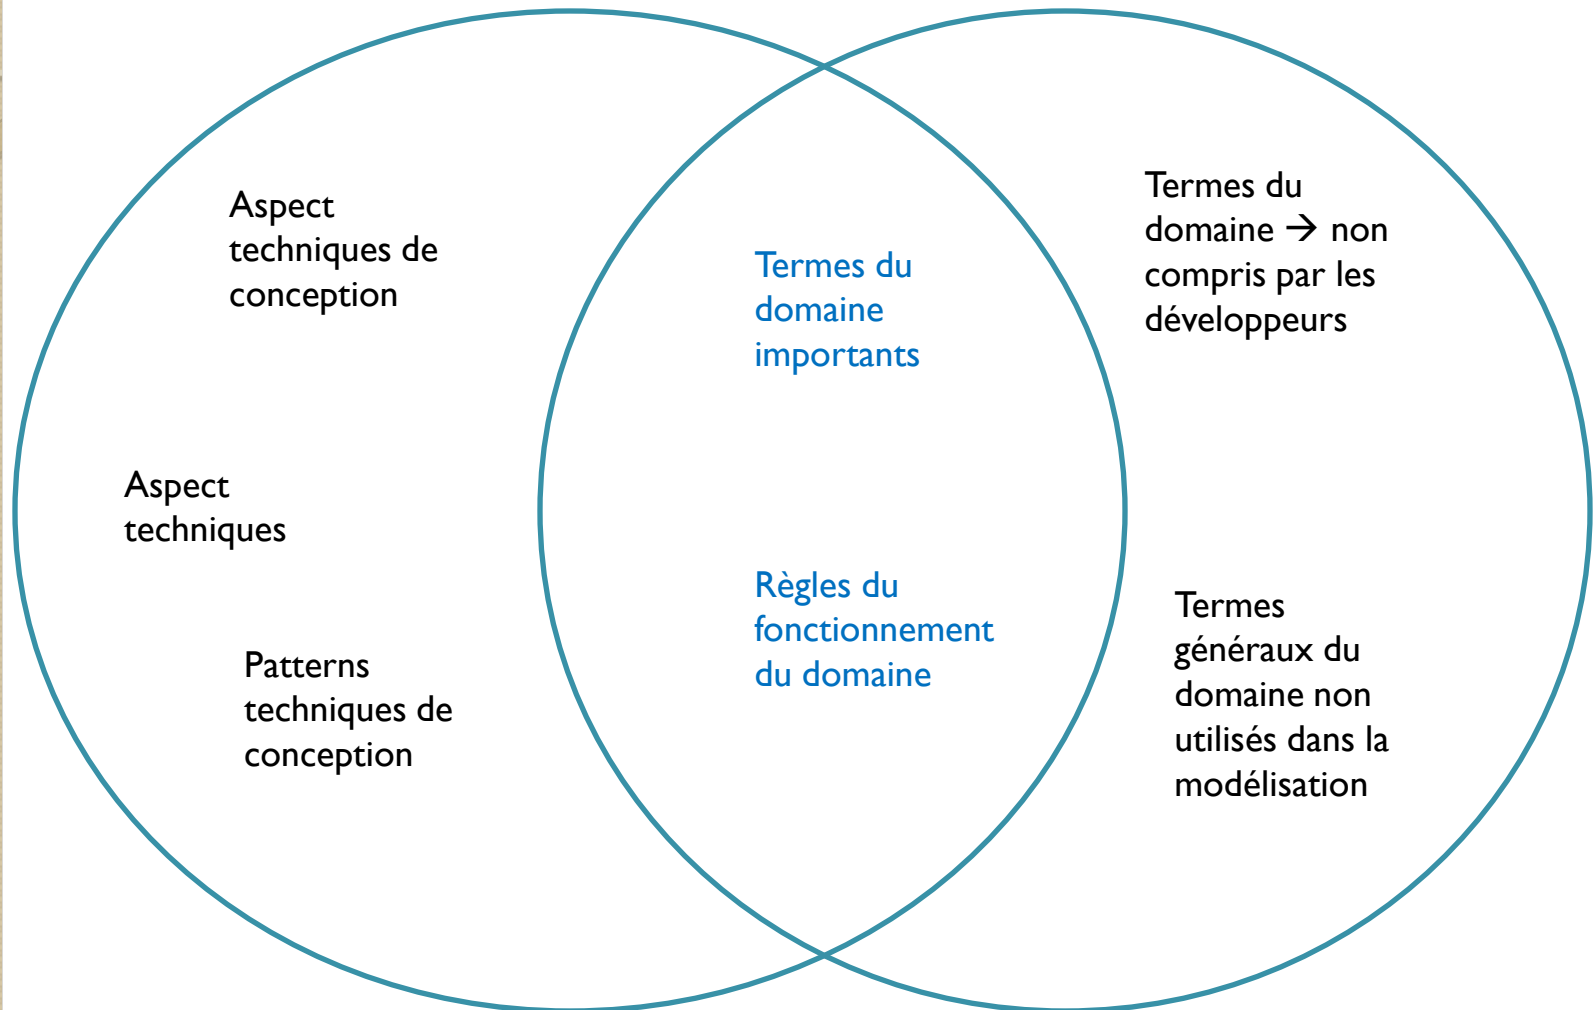 Aspect
techniques de
conception
Aspect
techniques
Patterns
techniques de
conception
Termes du
domaine
importants
Règles du
fonctionnement
du domaine
Termes du
domaine → non
compris par les
développeurs
Termes
généraux du
domaine non
utilisés dans la
modélisation